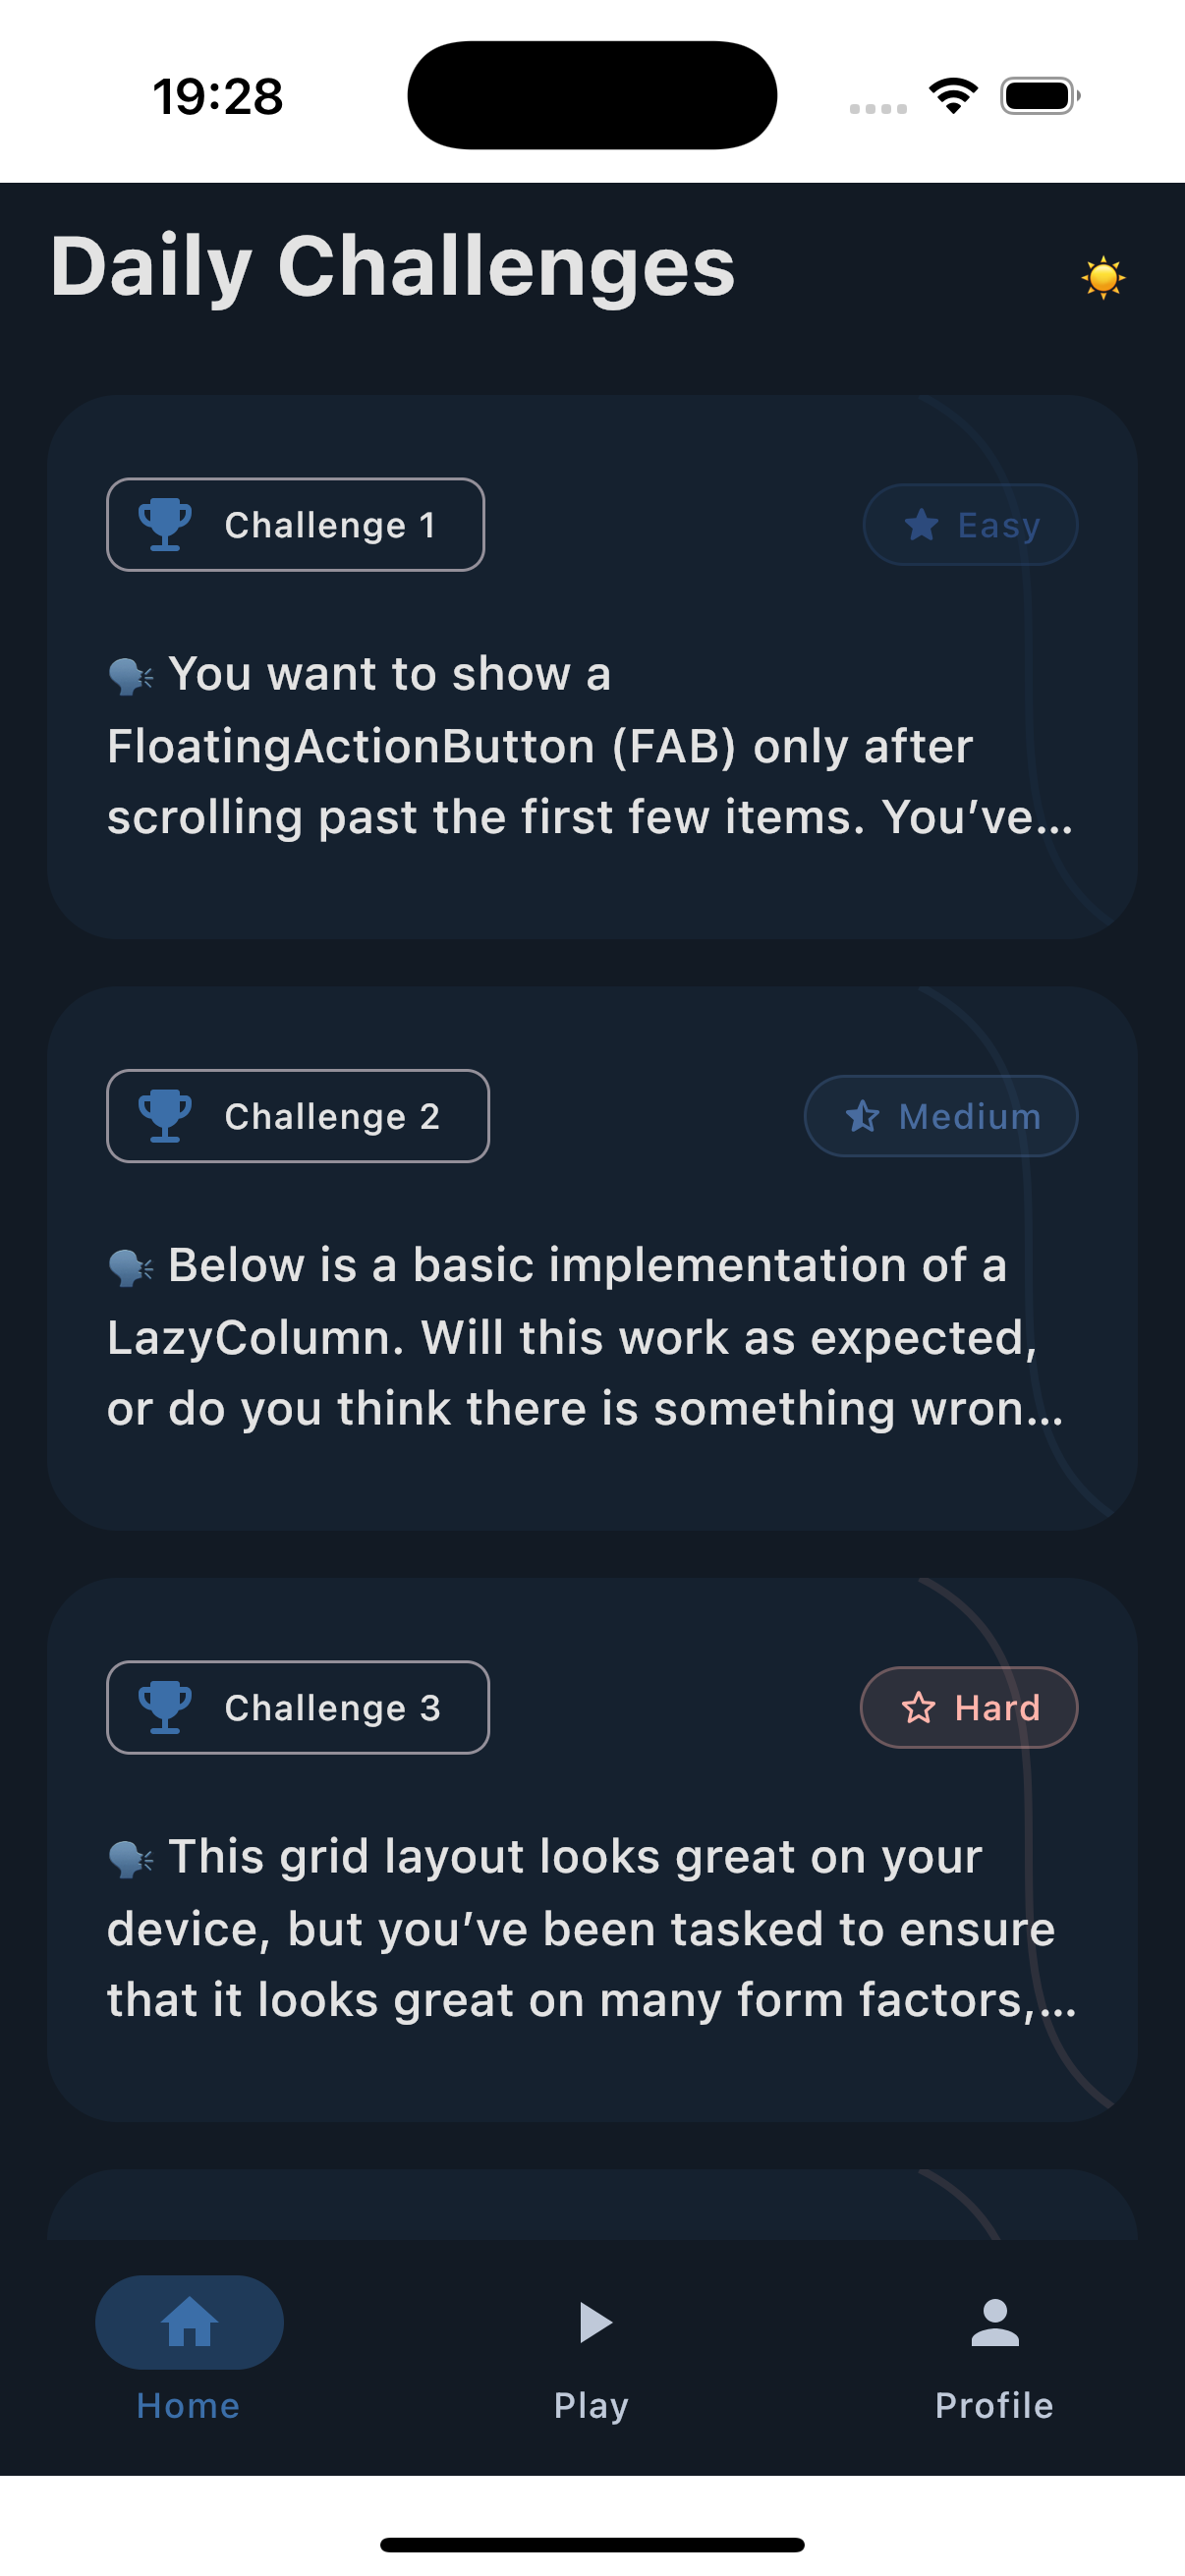 19:28
Daily Challenges
Challenge 1
Easy
You want to show a
FloatingActionButton (FAB) only after
scrolling past the first few items. You’ve...
Challenge 2
Medium
Below is a basic implementation of a
LazyColumn. Will this work as expected,
or do you think there is something wron...
Challenge 3
Hard
This grid layout looks great on your
device, but you’ve been tasked to ensure
that it looks great on many form factors,...
Home
Play
Profile